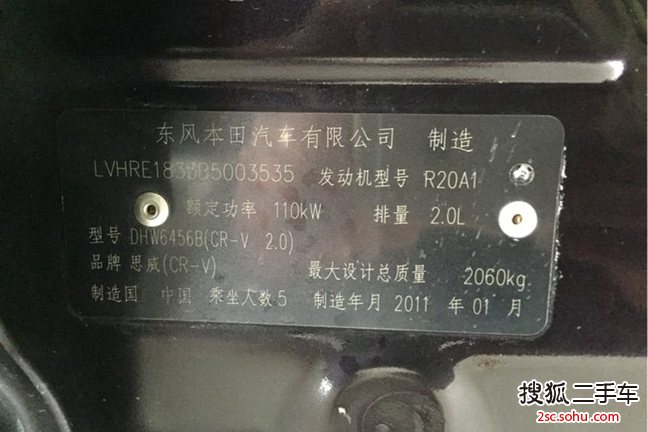 东风本田汽车有限公司 制造
LVHRE1833B5003535 发动机型号 R20A1
额定功率 110kW 排量 2.0L
型号 DHW6456B(CR-V 2.0)
品牌 思威(CR-V) 最大设计总质量 2060kg
制造国 中国 乘坐人数 5 制造年月 2011 年 01 月
搜狐二手车
2sc.sohu.com